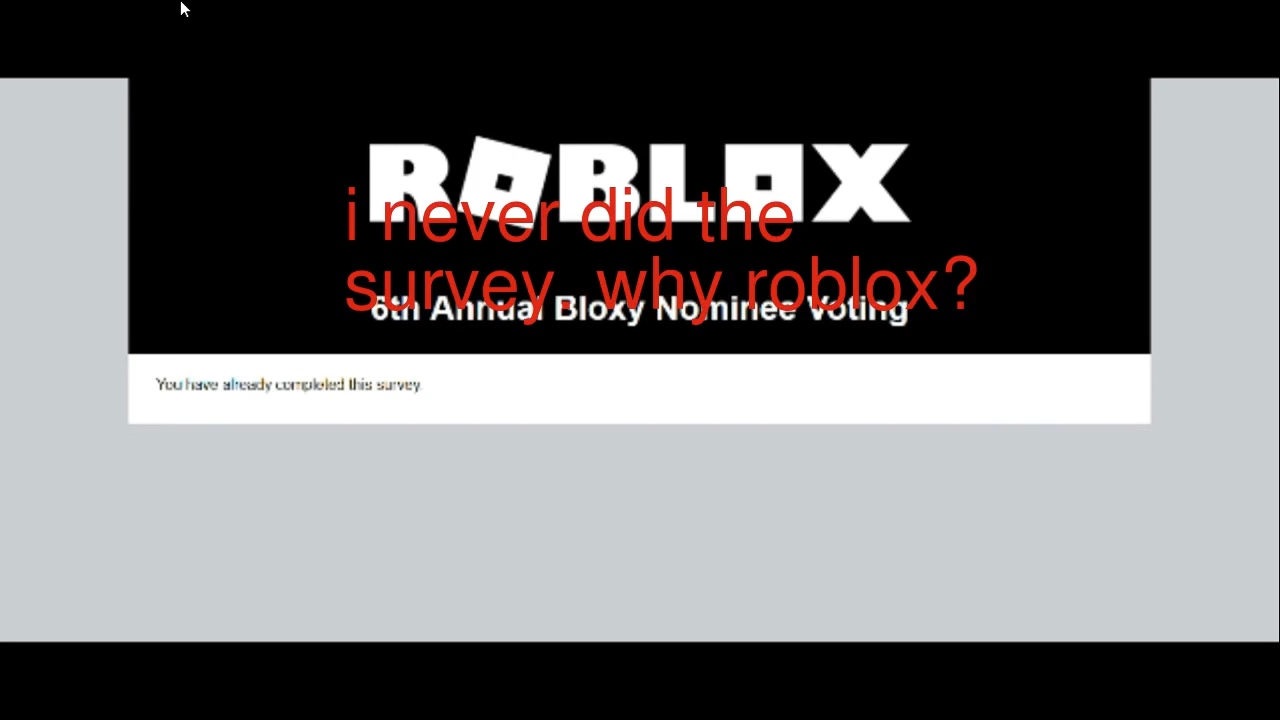 ROBLOX
i never did the
survey. why roblox?
6th Annual Bloxy Nominee Voting
You have already completed this survey.